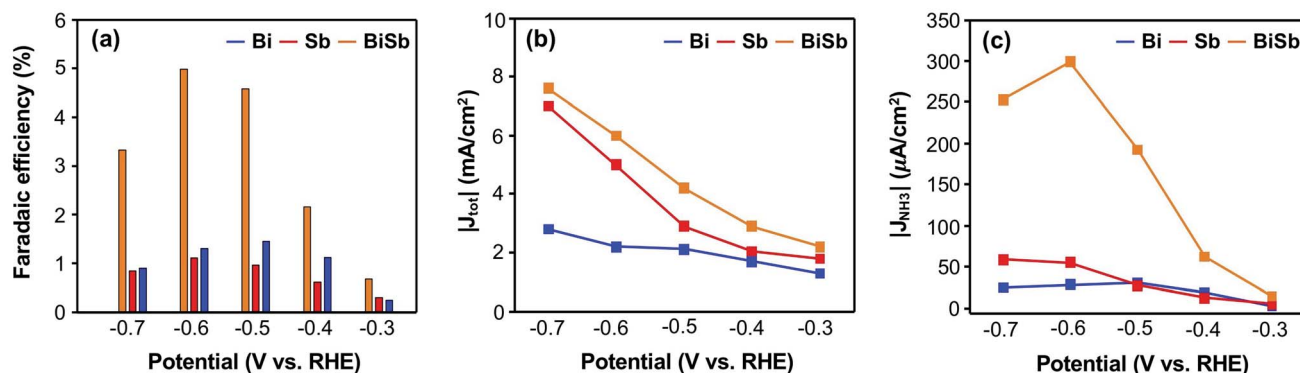 (a)
Bi Sb BiSb
Faradaic efficiency (%)
6
5
4
3
2
1
0
-0.7 -0.6 -0.5 -0.4 -0.3
Potential (V vs. RHE)
(b)
Bi Sb BiSb
|J_tot| (mA/cm²)
10
8
6
4
2
0
-0.7 -0.6 -0.5 -0.4 -0.3
Potential (V vs. RHE)
(c)
Bi Sb BiSb
|J_NH3| (μA/cm²)
350
300
250
200
150
100
50
0
-0.7 -0.6 -0.5 -0.4 -0.3
Potential (V vs. RHE)